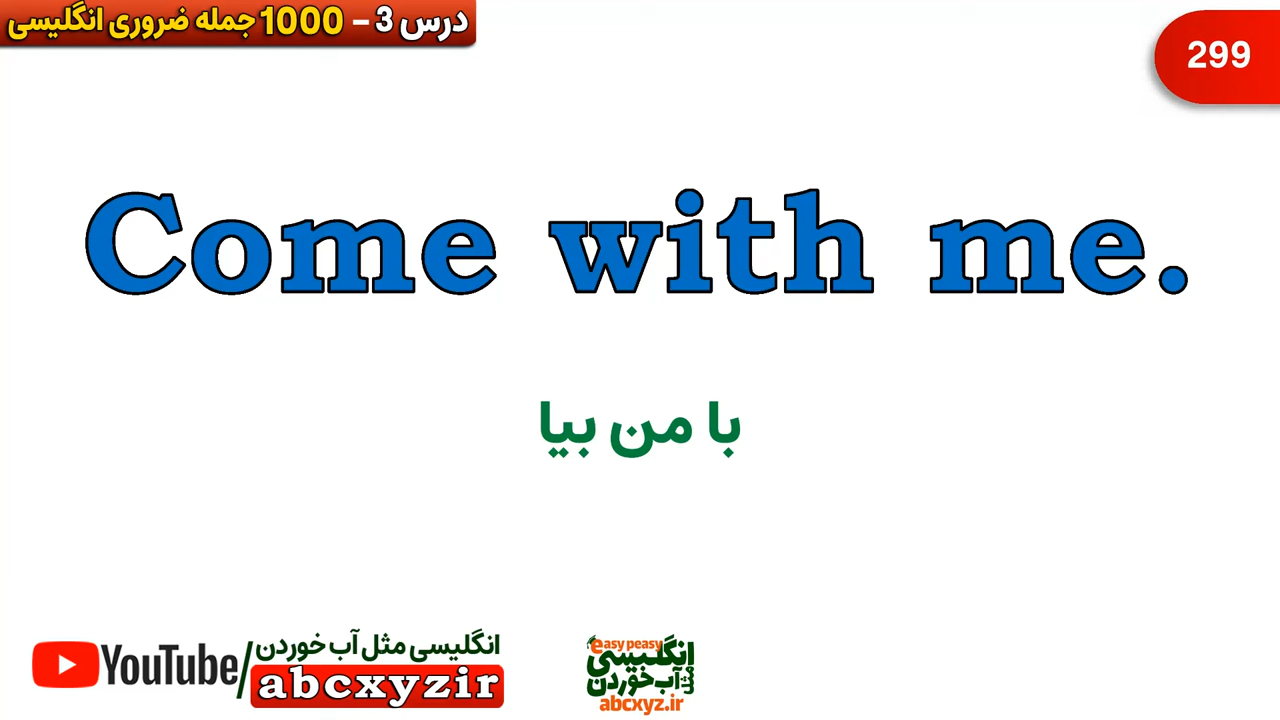 درس 3 – 1000 جمله ضروری انگلیسی
299
Come with me.
با من بیا
YouTube/
انگلیسی مثل آب خوردن
abcxyzir
easy peasy
انگلیسی
مثل آب خوردن
abcxyz.ir